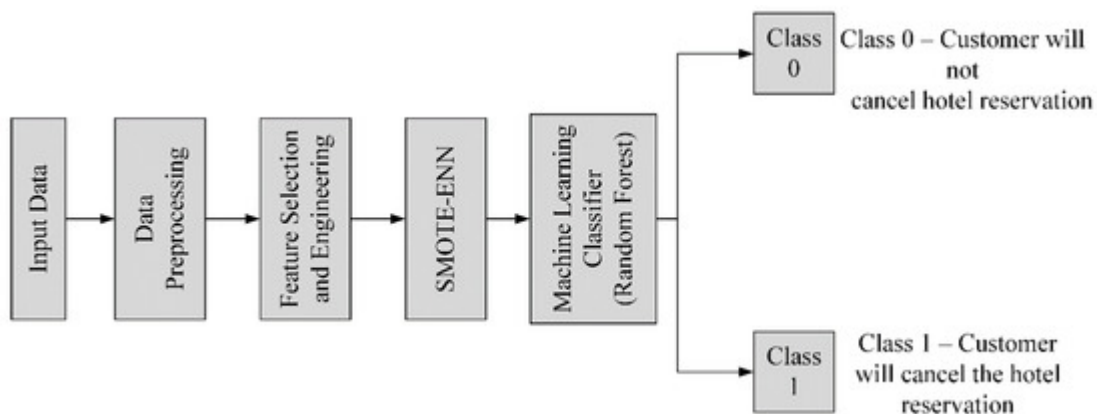 Input Data
Data
Preprocessing
Feature Selection
and Engineering
SMOTE-ENN
Machine Learning
Classifier
(Random Forest)
Class
0
Class 0 – Customer will
not
cancel hotel reservation
Class
1
Class 1 – Customer
will cancel the hotel
reservation